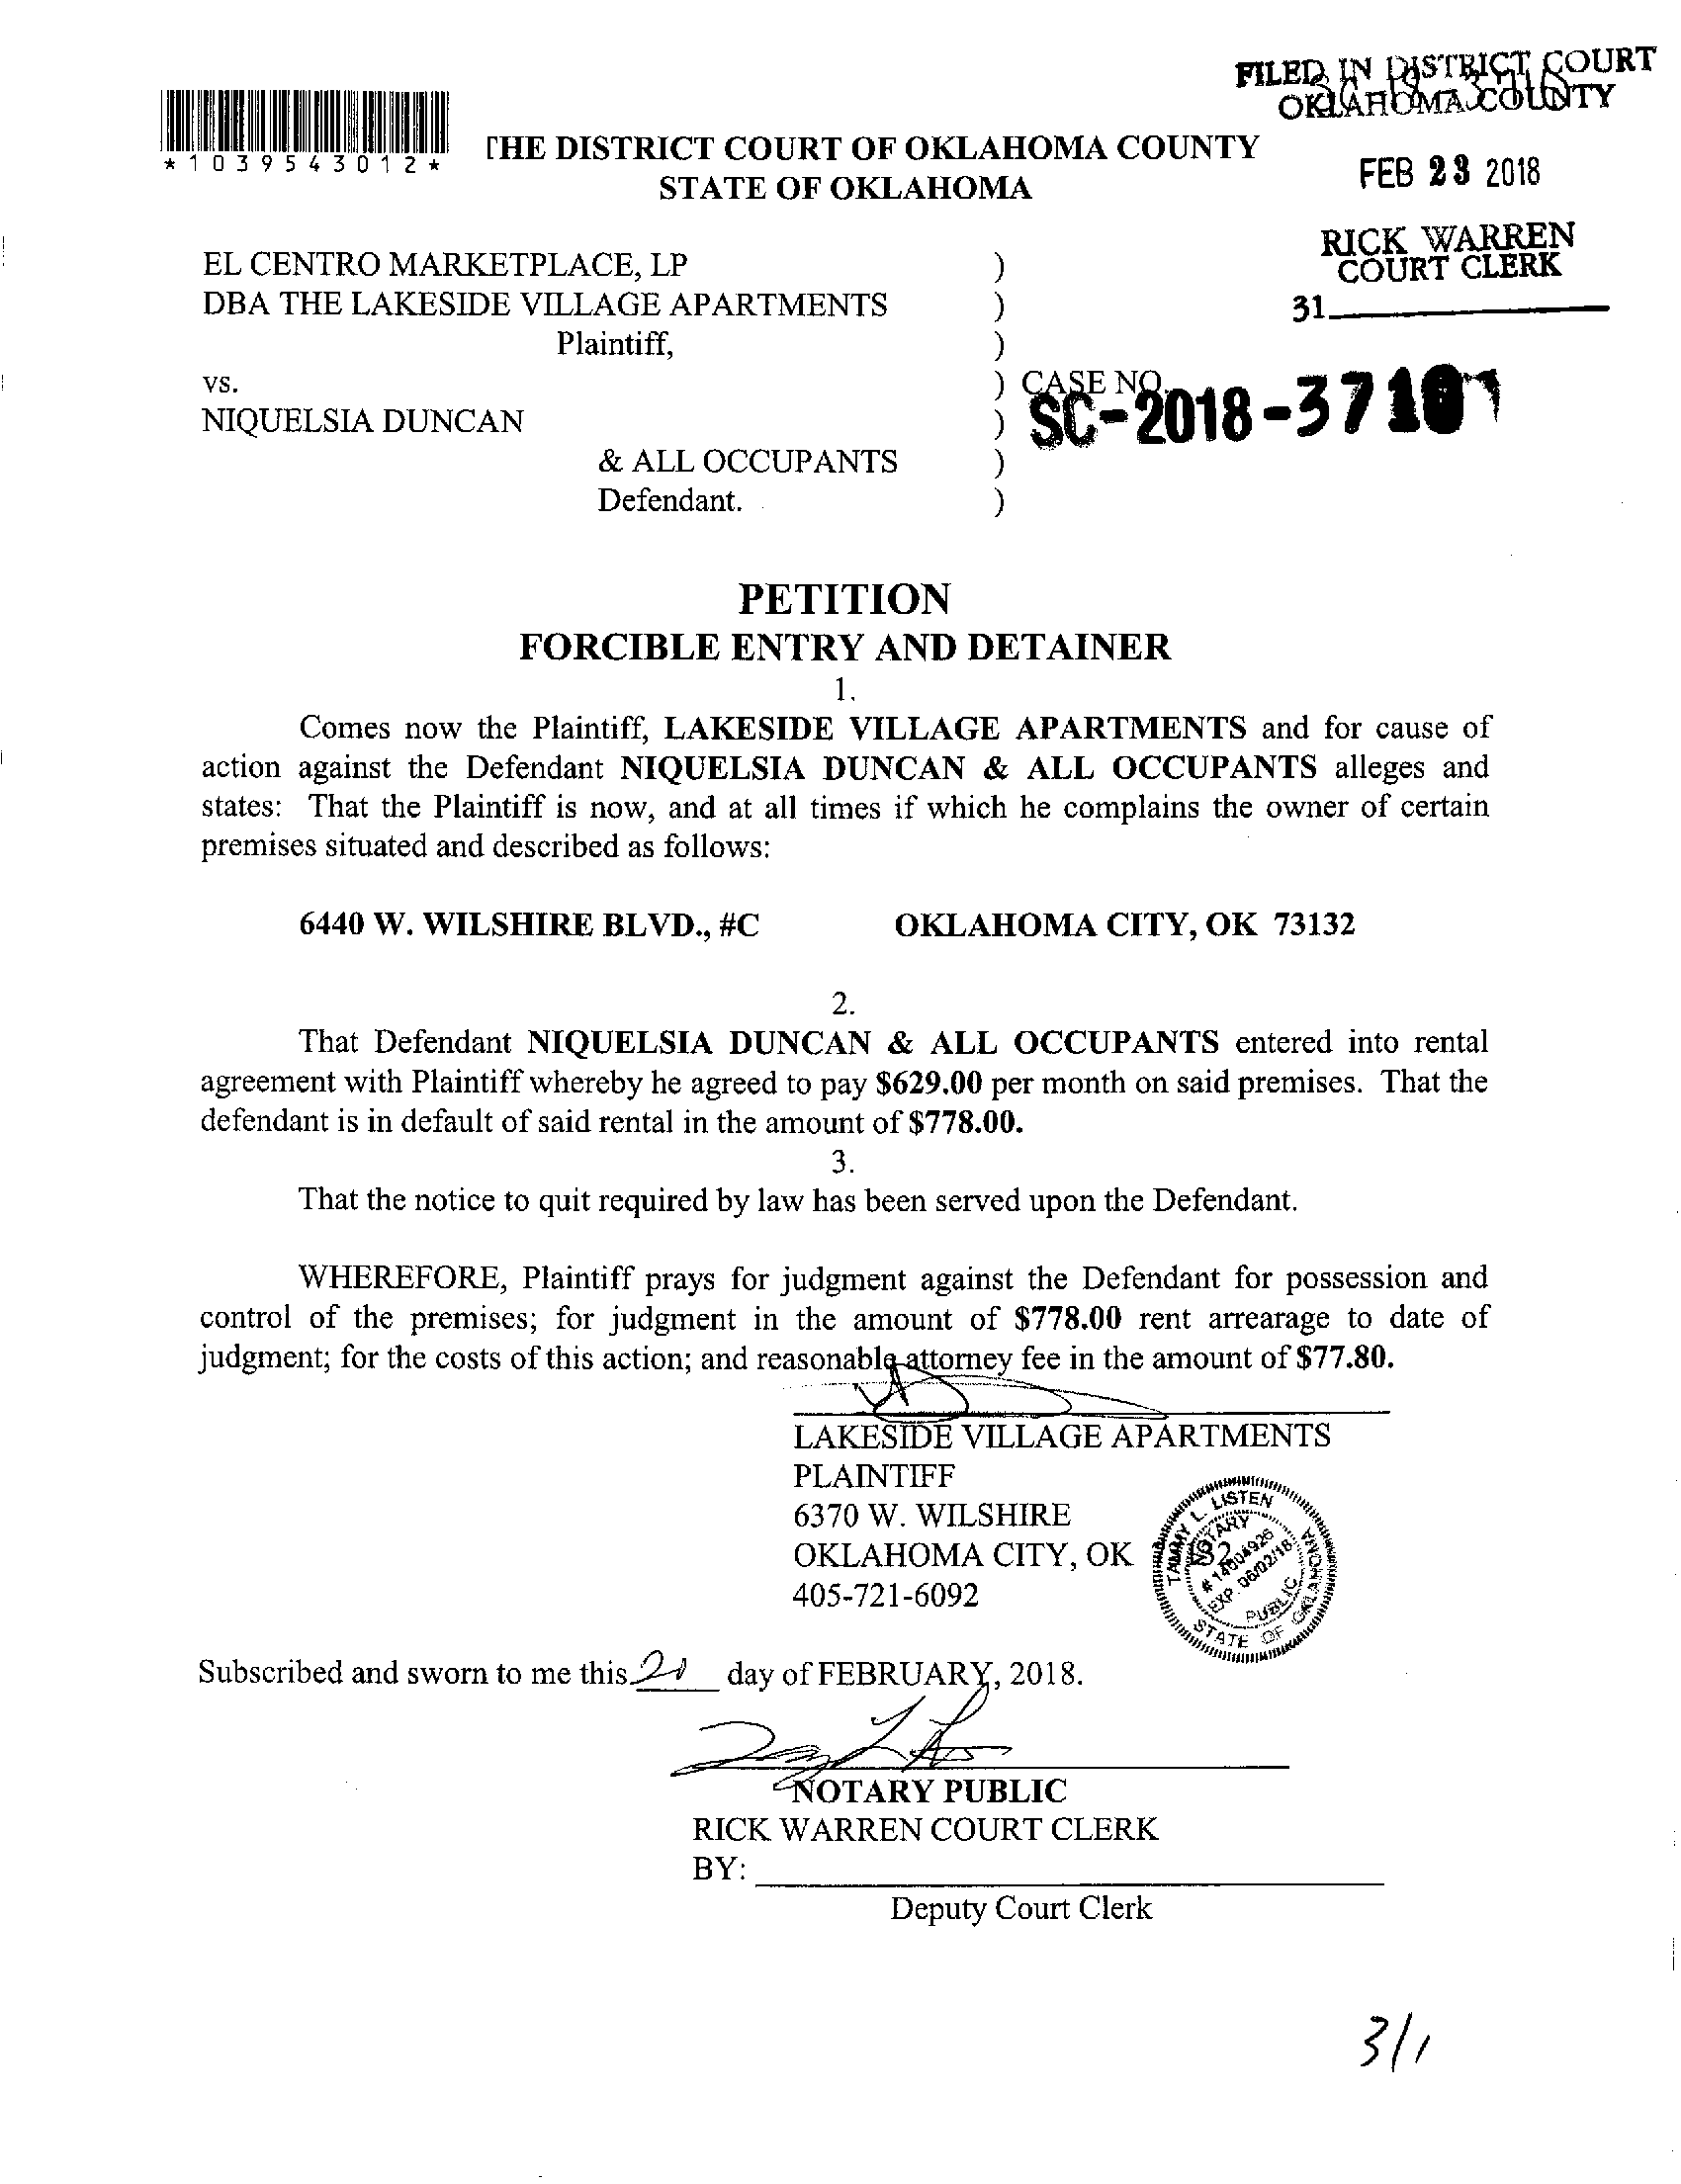 FILED IN DISTRICT COURT
OKLAHOMA COUNTY
*1039543012*
THE DISTRICT COURT OF OKLAHOMA COUNTY
STATE OF OKLAHOMA
FEB 23 2018
RICK WARREN
COURT CLERK
31
EL CENTRO MARKETPLACE, LP )
DBA THE LAKESIDE VILLAGE APARTMENTS )
Plaintiff, )
vs. ) CASE NO.
NIQUELSIA DUNCAN ) SC-2018-
& ALL OCCUPANTS )
Defendant. )
PETITION
FORCIBLE ENTRY AND DETAINER
1.
Comes now the Plaintiff, LAKESIDE VILLAGE APARTMENTS and for cause of
action against the Defendant NIQUELSIA DUNCAN & ALL OCCUPANTS alleges and
states: That the Plaintiff is now, and at all times if which he complains the owner of certain
premises situated and described as follows:
6440 W. WILSHIRE BLVD., #C OKLAHOMA CITY, OK 73132
2.
That Defendant NIQUELSIA DUNCAN & ALL OCCUPANTS entered into rental
agreement with Plaintiff whereby he agreed to pay $629.00 per month on said premises. That the
defendant is in default of said rental in the amount of $778.00.
3.
That the notice to quit required by law has been served upon the Defendant.
WHEREFORE, Plaintiff prays for judgment against the Defendant for possession and
control of the premises; for judgment in the amount of $778.00 rent arrearage to date of
judgment; for the costs of this action; and reasonable attorney fee in the amount of $77.80.
LAKESIDE VILLAGE APARTMENTS
PLAINTIFF
6370 W. WILSHIRE
OKLAHOMA CITY, OK
405-721-6092
TAMMY L. LISTEN
NOTARY
# 14004926
EXP. 06/02/18
PUBLIC
STATE OF OKLAHOMA
Subscribed and sworn to me this 21 day of FEBRUARY, 2018.
NOTARY PUBLIC
RICK WARREN COURT CLERK
BY:
Deputy Court Clerk
3/1